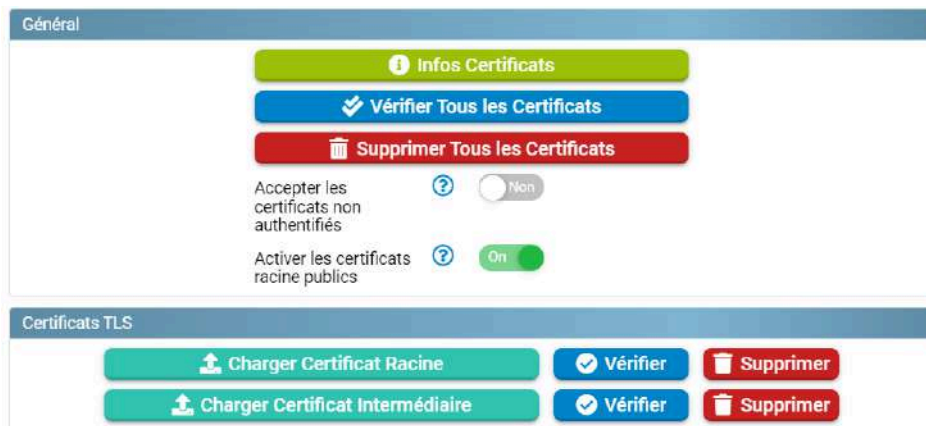 Général
Infos Certificats
Vérifier Tous les Certificats
Supprimer Tous les Certificats
Accepter les
certificats non
authentifiés
? Non
Activer les certificats
racine publics
? On
Certificats TLS
Charger Certificat Racine Vérifier Supprimer
Charger Certificat Intermédiaire Vérifier Supprimer